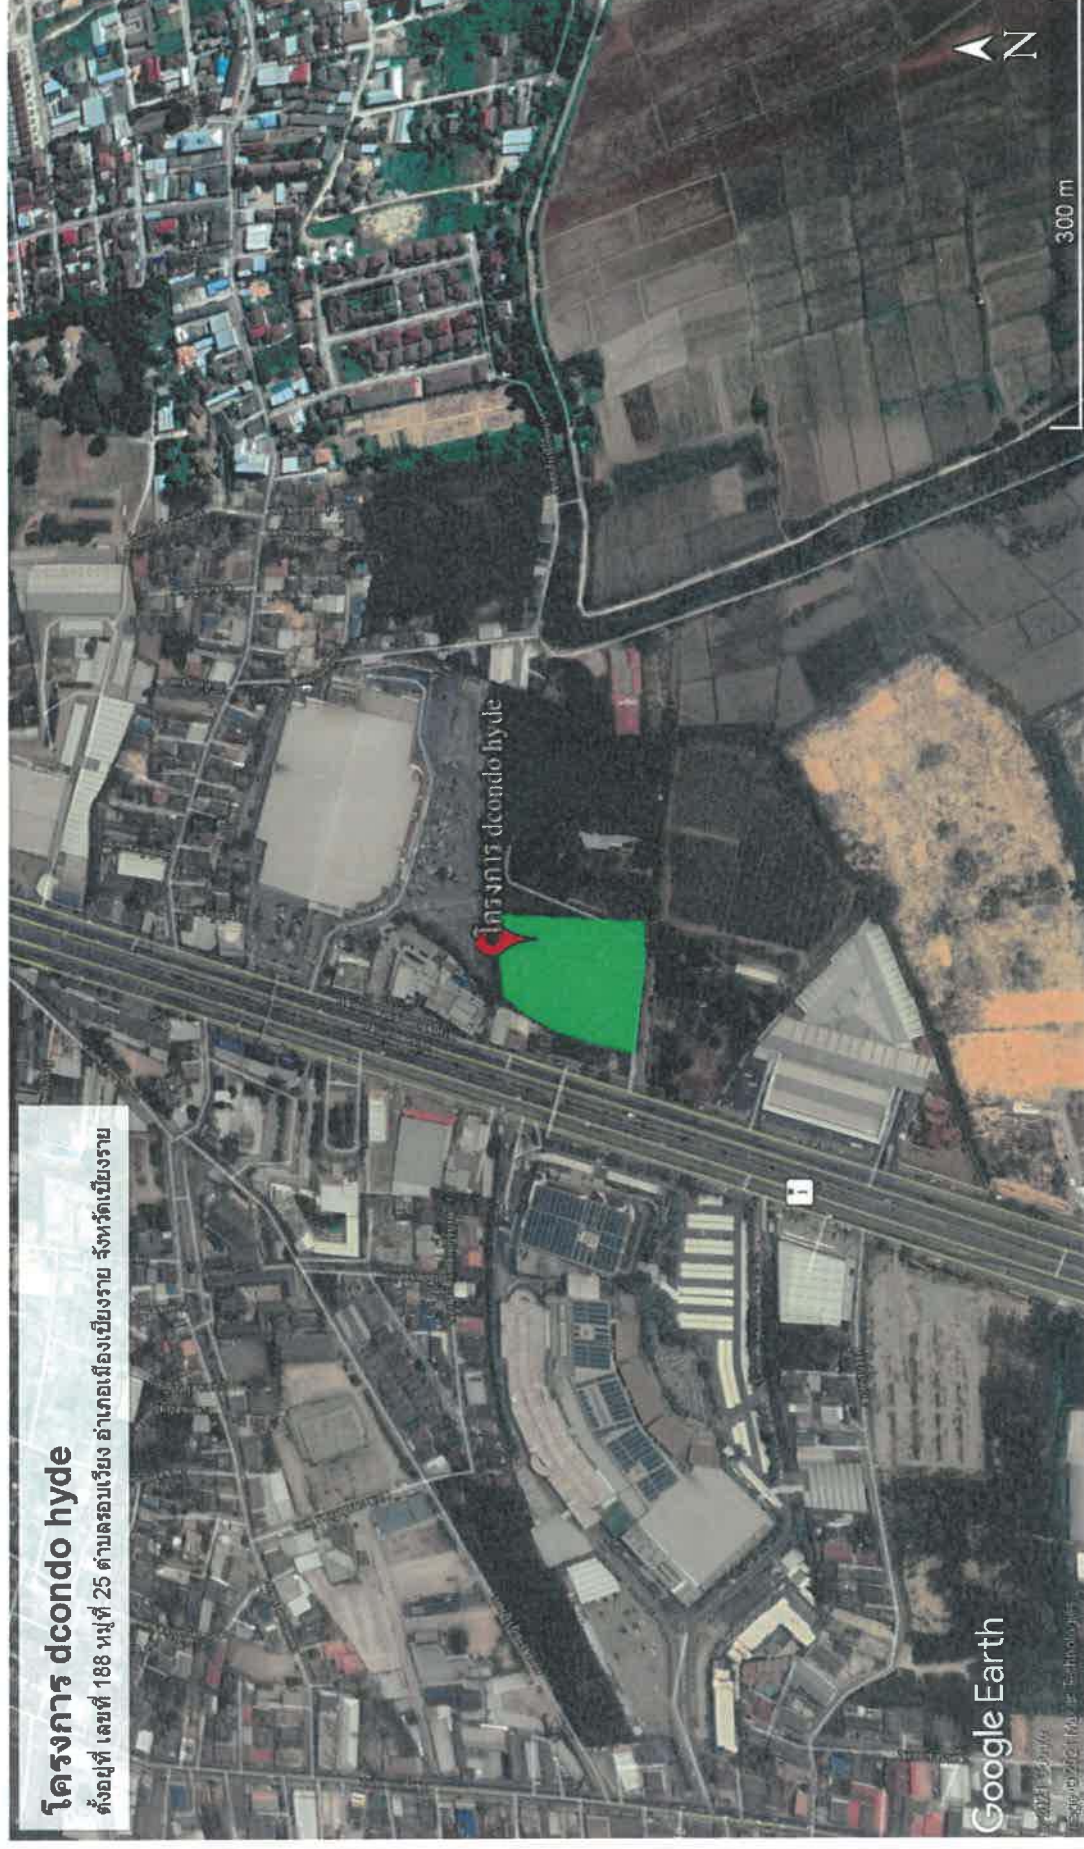 โครงการ dcondo hyde
ตั้งอยู่ที่ เลขที่ 188 หมู่ที่ 25 ตำบลรอบเวียง อำเภอเมืองเชียงราย จังหวัดเชียงราย
โครงการ dcondo hyde
N
300 m
Google Earth